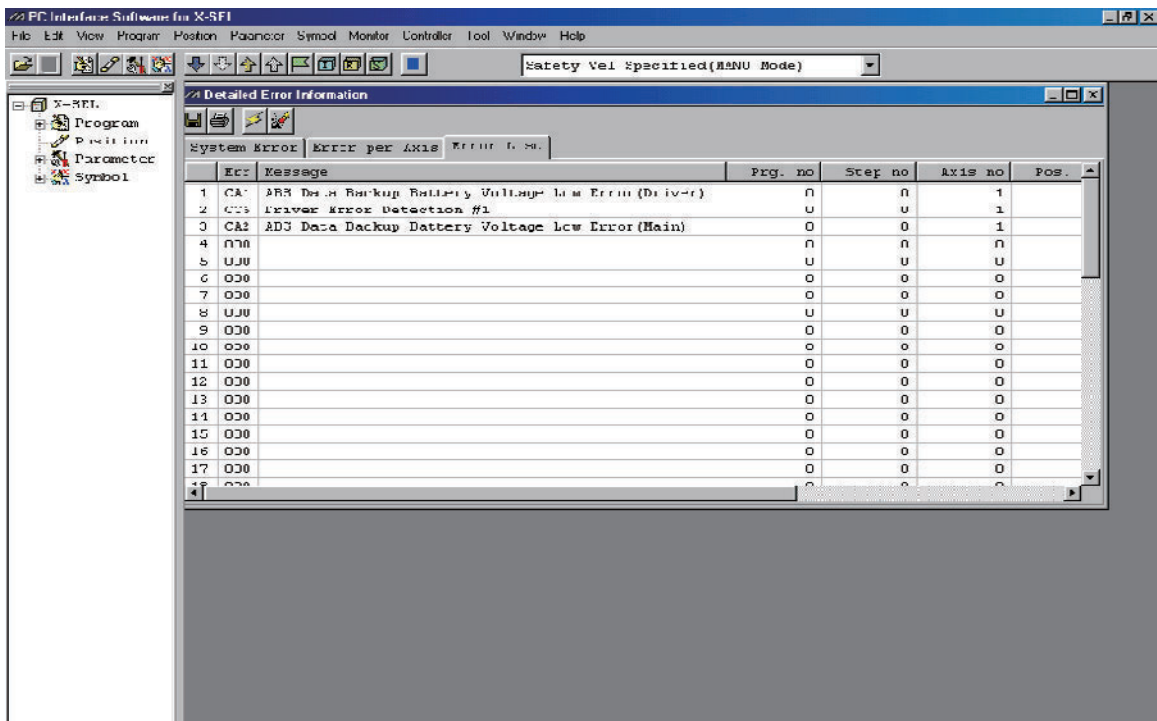 PC Interface Software for X-SEL
File Edit View Program Position Parameter Symbol Monitor Controller Tool Window Help
Safety Vel Specified(MANU Mode)
X-SEL
Program
Position
Parameter
Symbol
Detailed Error Information
System Error Error per Axis Error List
Err Message Prg. no Step no Axis no Pos.
1 ABS Data Backup Battery Voltage Low Error(Driver) 0 0 1
2 Driver Error Detection #1 0 0 1
3 CA2 ABS Data Backup Battery Voltage Low Error(Main) 0 0 1
4 000 0 0 0
5 000 0 0 0
6 000 0 0 0
7 000 0 0 0
8 000 0 0 0
9 000 0 0 0
10 000 0 0 0
11 000 0 0 0
12 000 0 0 0
13 000 0 0 0
14 000 0 0 0
15 000 0 0 0
16 000 0 0 0
17 000 0 0 0
18 000 0 0 0